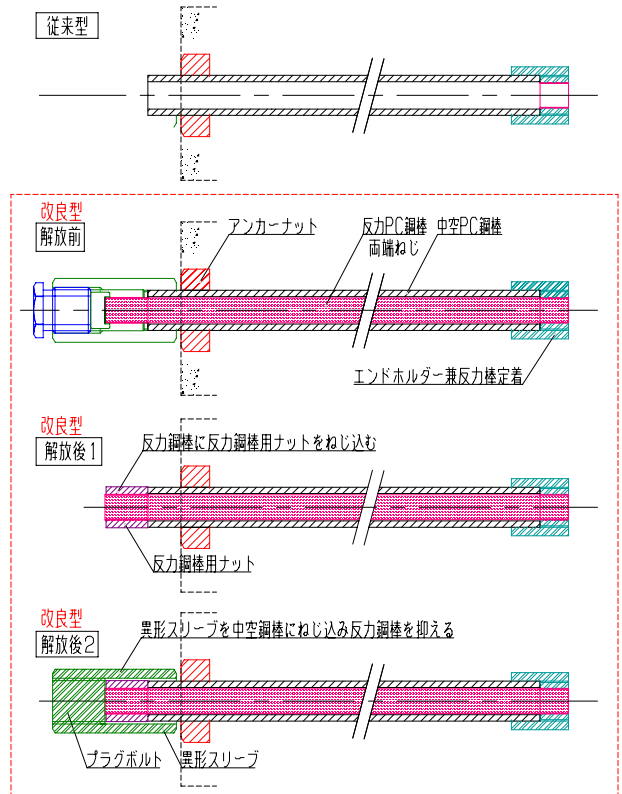 従来型
改良型
解放前
アンカーナット
反力PC鋼棒
両端ねじ
中空PC鋼棒
エンドホルダー兼反力棒定着
改良型
解放後1
反力鋼棒に反力鋼棒用ナットをねじ込む
反力鋼棒用ナット
改良型
解放後2
異形スリーブを中空鋼棒にねじ込み反力鋼棒を抑える
プラグボルト
異形スリーブ